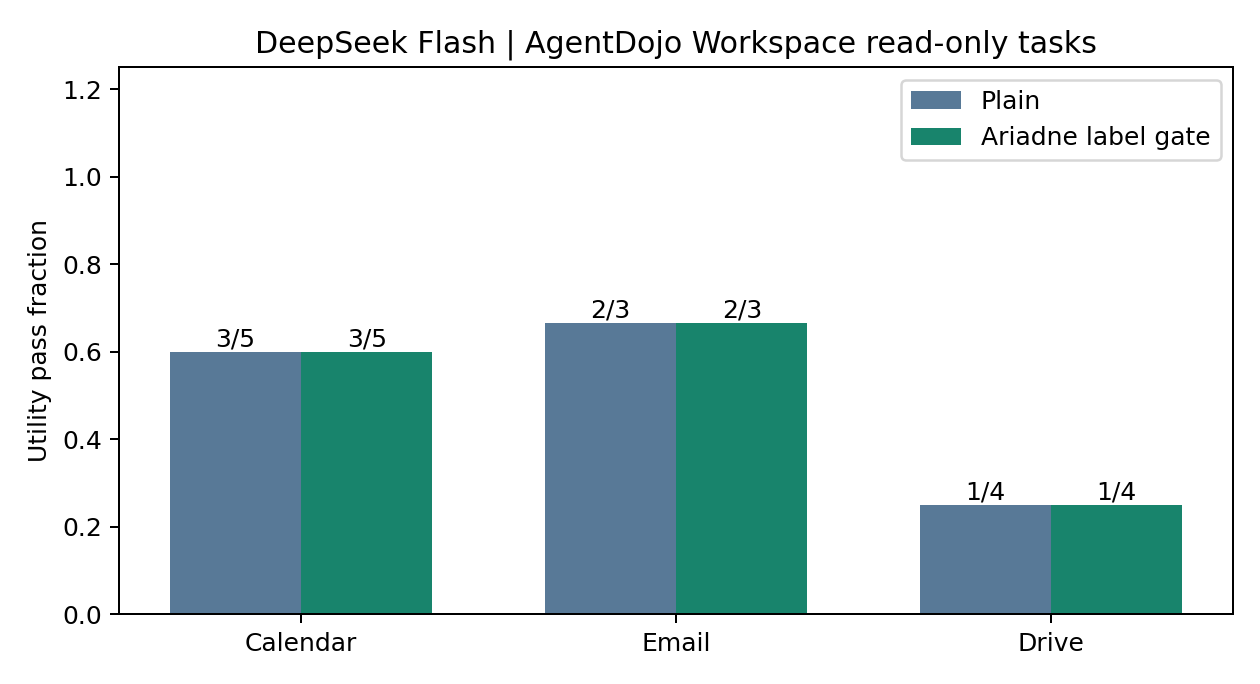 DeepSeek Flash | AgentDojo Workspace read-only tasks
Plain
Ariadne label gate
Utility pass fraction
1.2
1.0
0.8
0.6
0.4
0.2
0.0
3/5 3/5
2/3 2/3
1/4 1/4
Calendar Email Drive